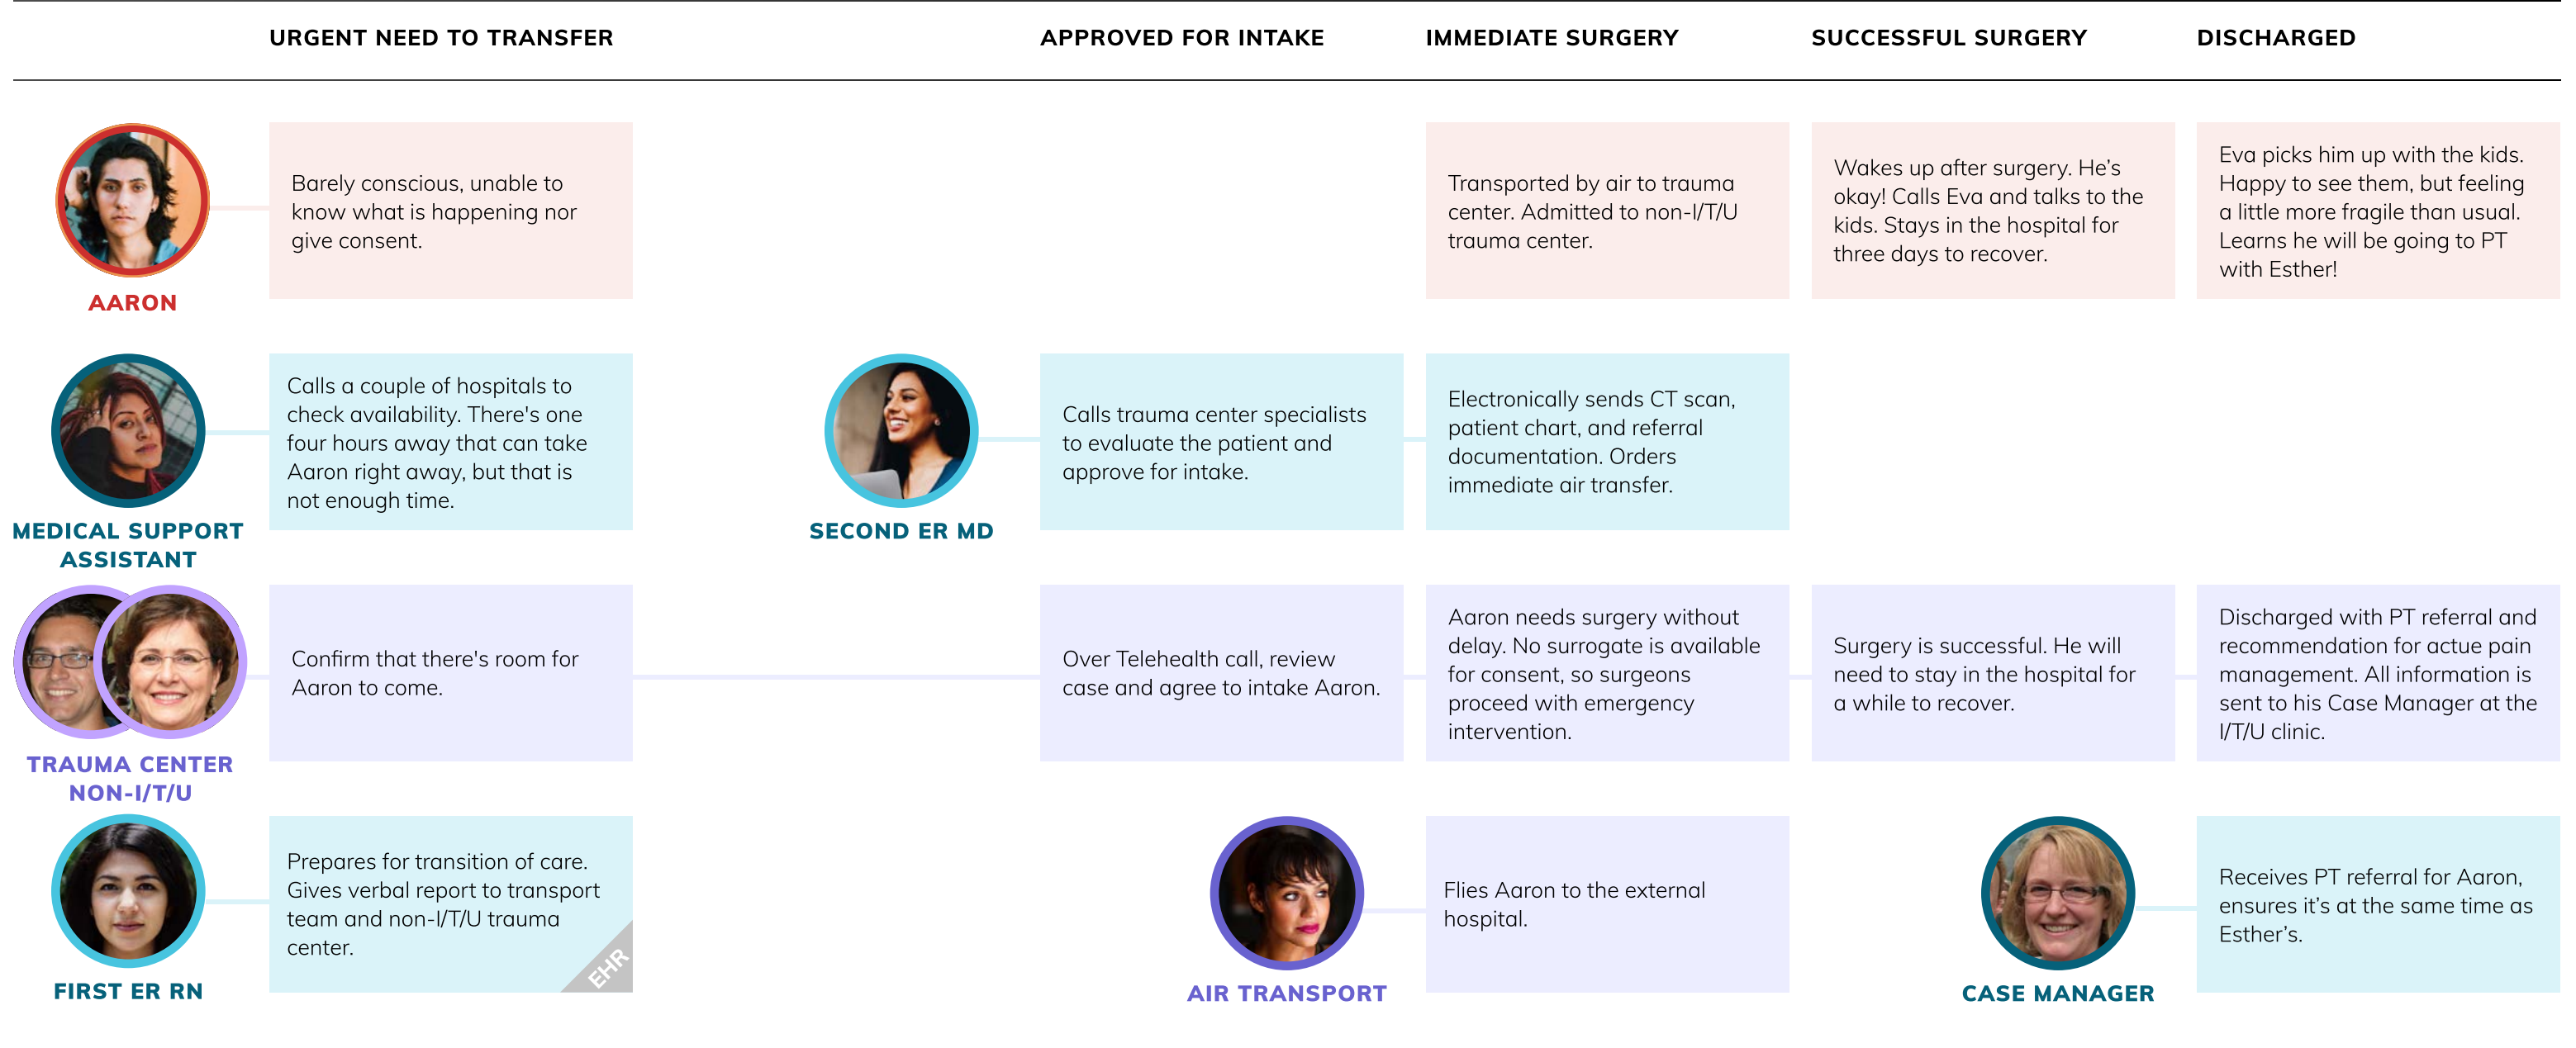 URGENT NEED TO TRANSFER
APPROVED FOR INTAKE
IMMEDIATE SURGERY
SUCCESSFUL SURGERY
DISCHARGED
AARON
Barely conscious, unable to
know what is happening nor
give consent.
Transported by air to trauma
center. Admitted to non-I/T/U
trauma center.
Wakes up after surgery. He’s
okay! Calls Eva and talks to the
kids. Stays in the hospital for
three days to recover.
Eva picks him up with the kids.
Happy to see them, but feeling
a little more fragile than usual.
Learns he will be going to PT
with Esther!
MEDICAL SUPPORT
ASSISTANT
Calls a couple of hospitals to
check availability. There's one
four hours away that can take
Aaron right away, but that is
not enough time.
SECOND ER MD
Calls trauma center specialists
to evaluate the patient and
approve for intake.
Electronically sends CT scan,
patient chart, and referral
documentation. Orders
immediate air transfer.
TRAUMA CENTER
NON-I/T/U
Confirm that there's room for
Aaron to come.
Over Telehealth call, review
case and agree to intake Aaron.
Aaron needs surgery without
delay. No surrogate is available
for consent, so surgeons
proceed with emergency
intervention.
Surgery is successful. He will
need to stay in the hospital for
a while to recover.
Discharged with PT referral and
recommendation for actue pain
management. All information is
sent to his Case Manager at the
I/T/U clinic.
FIRST ER RN
Prepares for transition of care.
Gives verbal report to transport
team and non-I/T/U trauma
center.
EHR
AIR TRANSPORT
Flies Aaron to the external
hospital.
CASE MANAGER
Receives PT referral for Aaron,
ensures it’s at the same time as
Esther’s.